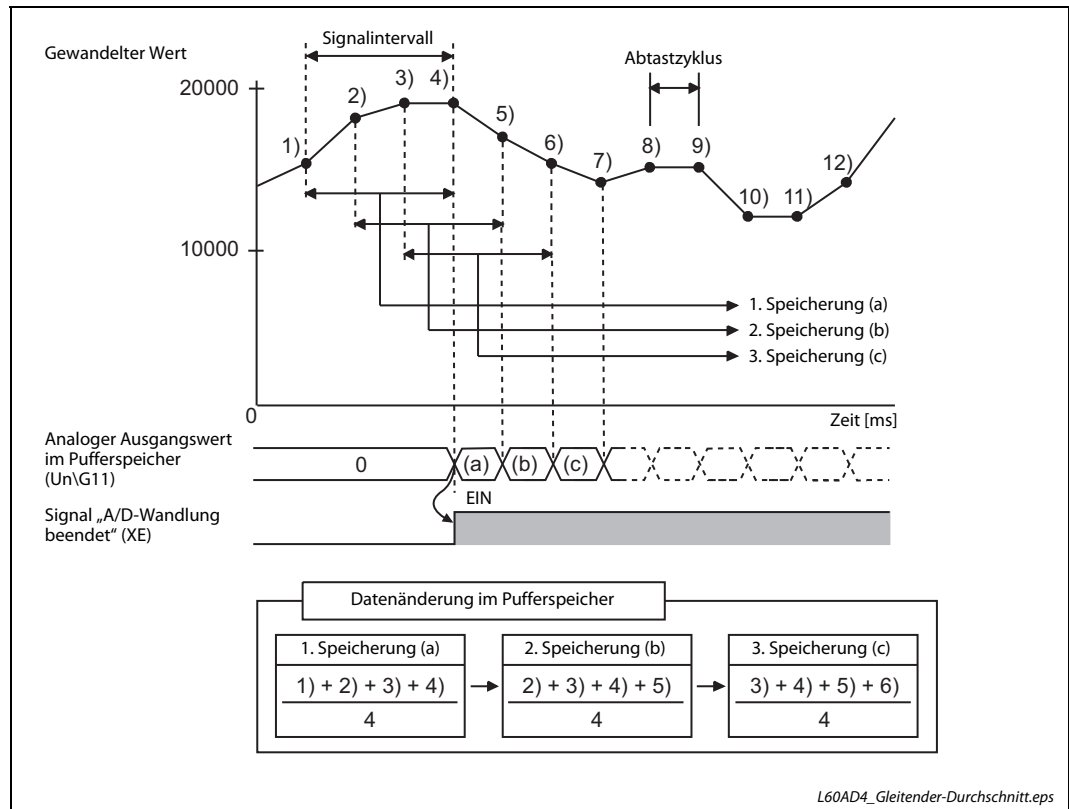 Gewandelter Wert
Signalintervall
Abtastzyklus
20000
10000
1)
2)
3)
4)
5)
6)
7)
8)
9)
10)
11)
12)
1. Speicherung (a)
2. Speicherung (b)
3. Speicherung (c)
0
Zeit [ms]
Analoger Ausgangswert
im Pufferspeicher
(Un\G11)
0
(a)
(b)
(c)
EIN
Signal „A/D-Wandlung
beendet“ (XE)
Datenänderung im Pufferspeicher
1. Speicherung (a)
1) + 2) + 3) + 4)
4
2. Speicherung (b)
2) + 3) + 4) + 5)
4
3. Speicherung (c)
3) + 4) + 5) + 6)
4
L60AD4_Gleitender-Durchschnitt.eps